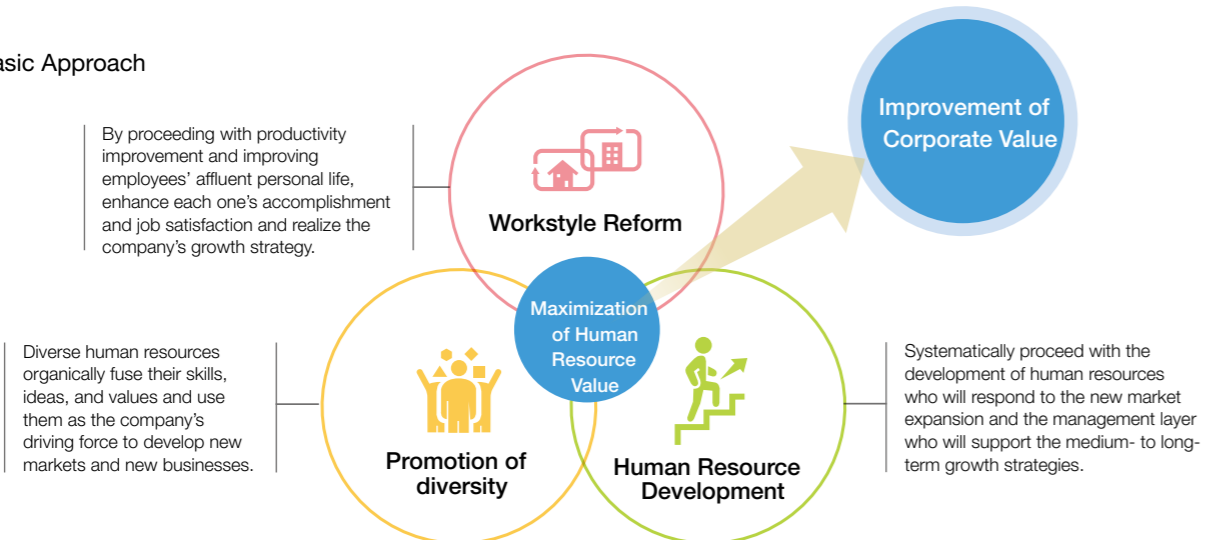 asic Approach
By proceeding with productivity
improvement and improving
employees' affluent personal life,
enhance each one's accomplishment
and job satisfaction and realize the
company's growth strategy.
Workstyle Reform
Improvement of
Corporate Value
Maximization
of Human
Resource
Value
Diverse human resources
organically fuse their skills,
ideas, and values and use
them as the company's
driving force to develop new
markets and new businesses.
Promotion of
diversity
Human Resource
Development
Systematically proceed with the
development of human resources
who will respond to the new market
expansion and the management layer
who will support the medium- to long-
term growth strategies.